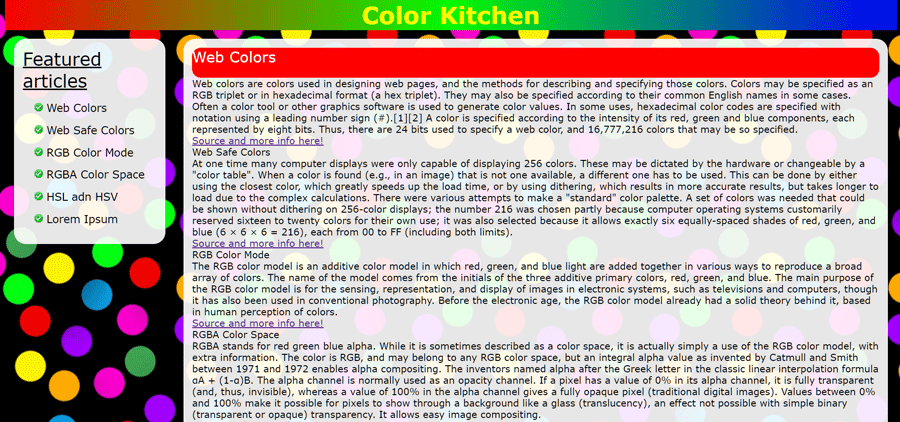 Color Kitchen
Featured
articles
Web Colors
Web Safe Colors
RGB Color Mode
RGBA Color Space
HSL adn HSV
Lorem Ipsum
Web Colors
Web colors are colors used in designing web pages, and the methods for describing and specifying those colors. Colors may be specified as an
RGB triplet or in hexadecimal format (a hex triplet). They may also be specified according to their common English names in some cases.
Often a color tool or other graphics software is used to generate color values. In some uses, hexadecimal color codes are specified with
notation using a leading number sign (#).[1][2] A color is specified according to the intensity of its red, green and blue components, each
represented by eight bits. Thus, there are 24 bits used to specify a web color, and 16,777,216 colors that may be so specified.
Source and more info here!
Web Safe Colors
At one time many computer displays were only capable of displaying 256 colors. These may be dictated by the hardware or changeable by a
"color table". When a color is found (e.g., in an image) that is not one available, a different one has to be used. This can be done by either
using the closest color, which greatly speeds up the load time, or by using dithering, which results in more accurate results, but takes longer to
load due to the complex calculations. There were various attempts to make a "standard" color palette. A set of colors was needed that could
be shown without dithering on 256-color displays; the number 216 was chosen partly because computer operating systems customarily
reserved sixteen to twenty colors for their own use; it was also selected because it allows exactly six equally-spaced shades of red, green, and
blue (6 × 6 × 6 = 216), each from 00 to FF (including both limits).
Source and more info here!
RGB Color Mode
The RGB color model is an additive color model in which red, green, and blue light are added together in various ways to reproduce a broad
array of colors. The name of the model comes from the initials of the three additive primary colors, red, green, and blue. The main purpose of
the RGB color model is for the sensing, representation, and display of images in electronic systems, such as televisions and computers, though
it has also been used in conventional photography. Before the electronic age, the RGB color model already had a solid theory behind it, based
in human perception of colors.
Source and more info here!
RGBA Color Space
RGBA stands for red green blue alpha. While it is sometimes described as a color space, it is actually simply a use of the RGB color model, with
extra information. The color is RGB, and may belong to any RGB color space, but an integral alpha value as invented by Catmull and Smith
between 1971 and 1972 enables alpha compositing. The inventors named alpha after the Greek letter in the classic linear interpolation formula
αA + (1-α)B. The alpha channel is normally used as an opacity channel. If a pixel has a value of 0% in its alpha channel, it is fully transparent
(and, thus, invisible), whereas a value of 100% in the alpha channel gives a fully opaque pixel (traditional digital images). Values between 0%
and 100% make it possible for pixels to show through a background like a glass (translucency), an effect not possible with simple binary
(transparent or opaque) transparency. It allows easy image compositing.